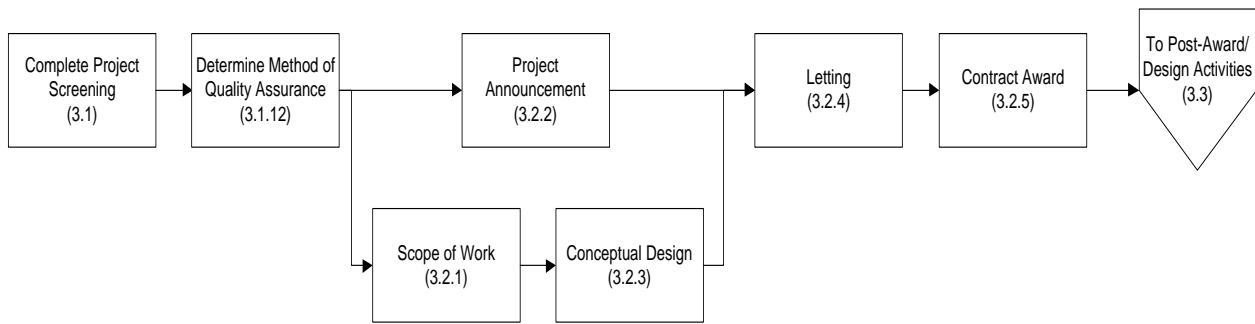 Complete Project
Screening
(3.1)
Determine Method of
Quality Assurance
(3.1.12)
Project
Announcement
(3.2.2)
Letting
(3.2.4)
Contract Award
(3.2.5)
To Post-Award/
Design Activities
(3.3)
Scope of Work
(3.2.1)
Conceptual Design
(3.2.3)